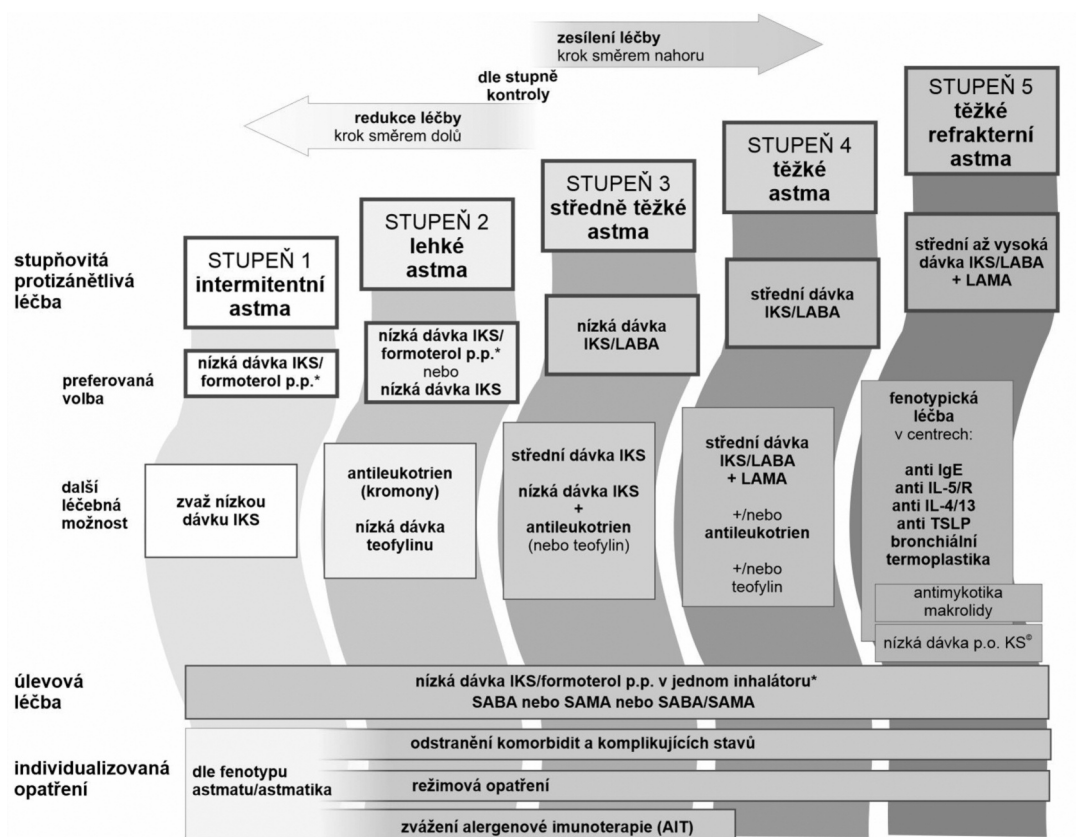 zesílení léčby
krok směrem nahoru
dle stupně
kontroly
redukce léčby
krok směrem dolů
STUPEŇ 5
těžké
refrakterní
astma
STUPEŇ 4
těžké
astma
STUPEŇ 3
středně těžké
astma
STUPEŇ 2
lehké
astma
STUPEŇ 1
intermitentní
astma
stupňovitá
protizánětlivá
léčba
preferovaná
volba
nízká dávka IKS/
formoterol p.p.*
nízká dávka IKS/
formoterol p.p.*
nebo
nízká dávka IKS
nízká dávka
IKS/LABA
střední dávka
IKS/LABA
střední až vysoká
dávka IKS/LABA
+ LAMA
další
léčebná
možnost
zvaž nízkou
dávku IKS
antileukotrien
(kromony)
nízká dávka
teofylinu
střední dávka IKS
nízká dávka IKS
+
antileukotrien
(nebo teofylin)
střední dávka
IKS/LABA
+ LAMA
+/nebo
antileukotrien
+/nebo
teofylin
fenotypická
léčba
v centrech:
anti IgE
anti IL-5/R
anti IL-4/13
anti TSLP
bronchiální
termoplastika
antimykotika
makrolidy
nízká dávka p.o. KS
úlevová
léčba
nízká dávka IKS/formoterol p.p. v jednom inhalátoru*
SABA nebo SAMA nebo SABA/SAMA
individualizovaná
opatření
dle fenotypu
astmatu/astmatika
odstranění komorbidit a komplikujících stavů
režimová opatření
zvážení alergenové imunoterapie (AIT)